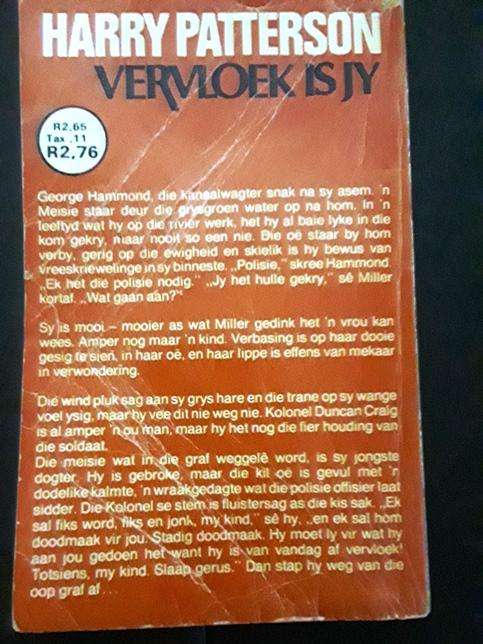 HARRY PATTERSON
VERVLOEK IS JY
R2,65
Tax ,11
R2,76
George Hammond, die kanaalwagter snak na sy asem. 'n
Meisie staar deur die grysgroen water op na hom. In 'n
leeltyd wat hy op die rivier werk, het hy al baie lyke in die
kom gekry, maar nooit so een nie. Die oë staar by hom
verby, gerig op die ewigheid en skielik is hy bewus van
vreeskriewelinge in sy binneste. „Polisie," skree Hammond.
„Ek het die polisie nodig." „Jy het hulle gekry," sê Miller
kortaf. „Wat gaan aan?"
Sy is mooi – mooier as wat Miller gedink het 'n vrou kan
wees. Amper nog maar 'n kind. Verbasing is op haar dooie
gesig te sien, in haar oë, en haar lippe is effens van mekaar
in verwondering.
Die wind pluk sag aan sy grys hare en die trane op sy wange
voel ysig, maar hy vee dit nie weg nie. Kolonel Duncan Craig
is al amper 'n ou man, maar hy het nog die fier houding van
die soldaat.
Die meisie wat in die graf weggelê word, is sy jongste
dogter. Hy is gebroke, maar die kil oë is gevul met 'n
dodelike kalmte, 'n wraakgedagte wat die polisie offisier laat
sidder. Die Kolonel se stem is fluistersag as die kis sak. „Ek
sal fiks word, fiks en jonk, my kind," sê hy, „en ek sal hom
doodmaak vir jou. Stadig doodmaak. Hy moet ly vir wat hy
aan jou gedoen het want hy is van vandag af vervloek!
Totsiens, my kind. Slaap gerus." Dan stap hy weg van die
oop graf af...